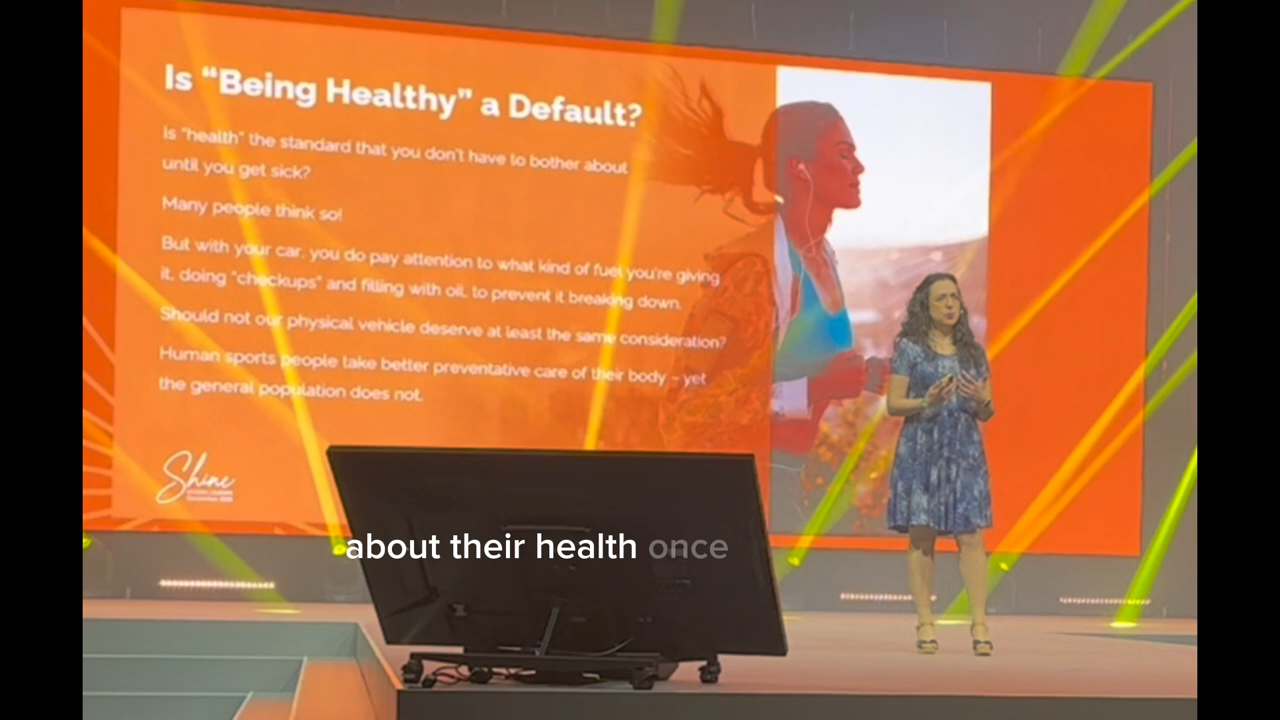 Is “Being Healthy” a Default?
Is “health” the standard that you don’t have to bother about
until you get sick?
Many people think so!
But with your car, you do pay attention to what kind of fuel you’re giving
it, doing “checkups” and filling with oil, to prevent it breaking down.
Should not our physical vehicle deserve at least the same consideration?
Human sports people take better preventative care of their body – yet
the general population does not.
Shine
about their health once